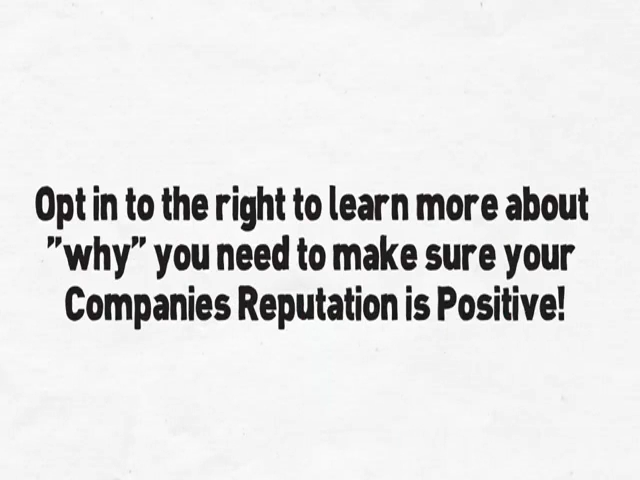 Opt in to the right to learn more about
"why" you need to make sure your
Companies Reputation is Positive!